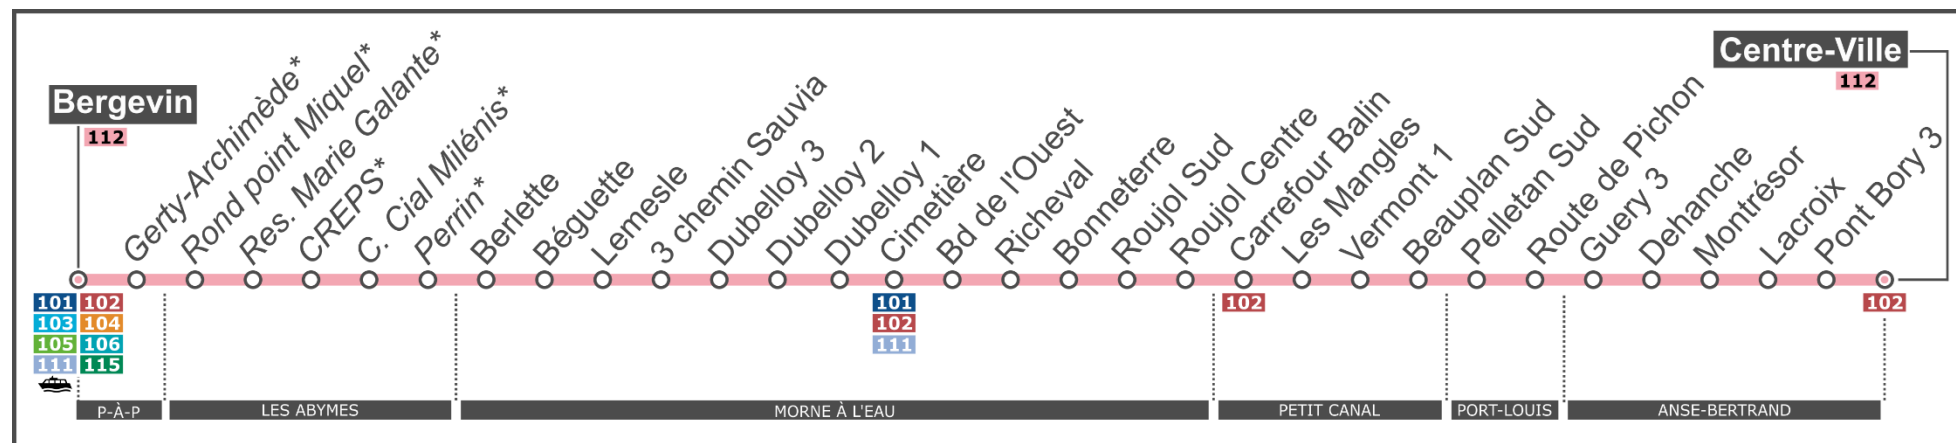 Bergevin
112
Gerty-Archimède*
Rond point Miquel*
Res. Marie Galante*
CREPS*
C. Cial Milénis*
Perrin*
Berlette
Béguette
Lemesle
3 chemin Sauvia
Dubelloy 3
Dubelloy 2
Dubelloy 1
Cimetière
Bd de l'Ouest
Richeval
Bonneterre
Roujol Sud
Roujol Centre
Carrefour Balin
Les Mangles
Vermont 1
Beauplan Sud
Pelletan Sud
Route de Pichon
Guery 3
Dehanche
Montrésor
Lacroix
Pont Bory 3
Centre-Ville
112
101 102
103 104
105 106
111 115
101
102
111
102
102
P-À-P
LES ABYMES
MORNE À L'EAU
PETIT CANAL
PORT-LOUIS
ANSE-BERTRAND